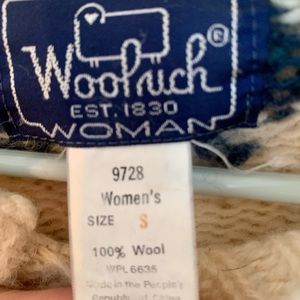 Woolrich
®
EST. 1830
WOMAN
9728
Women's
SIZE S
100% Wool
WPL 6635
Made in the People's
Republic of China